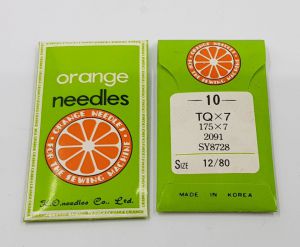 orange
needles
ORANGE NEEDLES
FOR THE SEWING MACHINE
needles Co., Ltd.
10
TQ×7
175×7
2091
SY8728
SIZE 12/80
MADE IN KOREA